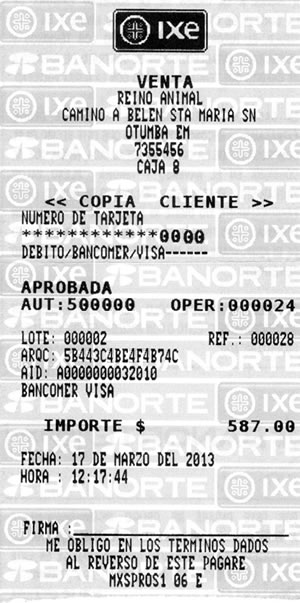 ixe
VENTA
REINO ANIMAL
CAMINO A BELEN STA MARIA SN
OTUMBA EM
7355456
CAJA 8
<< COPIA CLIENTE >>
NUMERO DE TARJETA
************0000
DEBITO/BANCOMER/VISA------
APROBADA
AUT:500000 OPER:000024
LOTE: 000002 REF.: 000028
ARQC: 5B443C4BE4F4B74C
AID: A0000000032010
BANCOMER VISA
IMPORTE $ 587.00
FECHA: 17 DE MARZO DEL 2013
HORA : 12:17:44
FIRMA :
ME OBLIGO EN LOS TERMINOS DADOS
AL REVERSO DE ESTE PAGARE
MXSPROS1 06 E
BANORTE
ixe